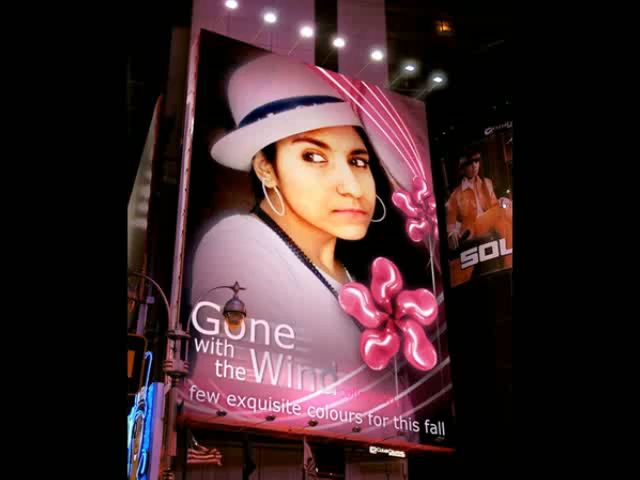 Gone
with
the Wind
few exquisite colours for this fall
SOL